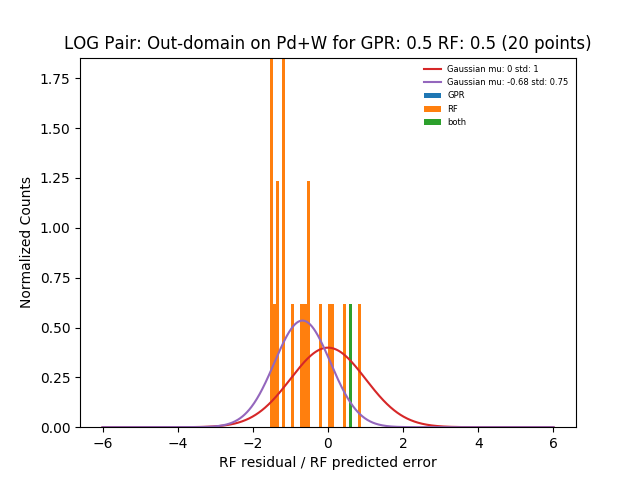 LOG Pair: Out-domain on Pd+W for GPR: 0.5 RF: 0.5 (20 points)
Gaussian mu: 0 std: 1
Gaussian mu: -0.68 std: 0.75
GPR
RF
both
Normalized Counts
1.75
1.50
1.25
1.00
0.75
0.50
0.25
0.00
−6 −4 −2 0 2 4 6
RF residual / RF predicted error